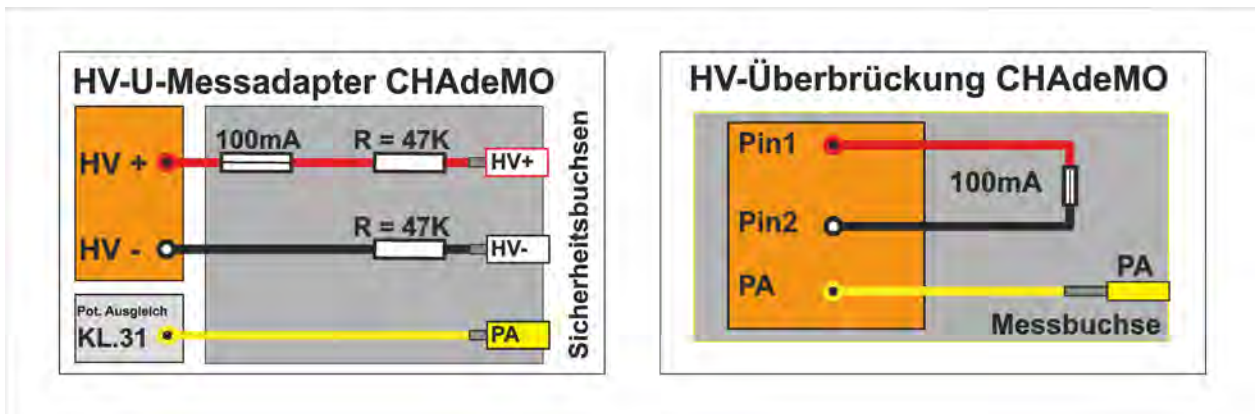 HV-U-Messadapter CHAdeMO
100mA
R = 47K
HV +
HV+
R = 47K
HV -
HV-
Pot. Ausgleich
KL.31
PA
Sicherheitsbuchsen
HV-Überbrückung CHAdeMO
Pin1
100mA
Pin2
PA
PA
Messbuchse